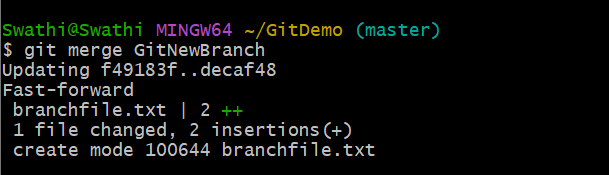 Swathi@Swathi MINGW64 ~/GitDemo (master)
$ git merge GitNewBranch
Updating f49183f..decaf48
Fast-forward
 branchfile.txt | 2 ++
 1 file changed, 2 insertions(+)
 create mode 100644 branchfile.txt